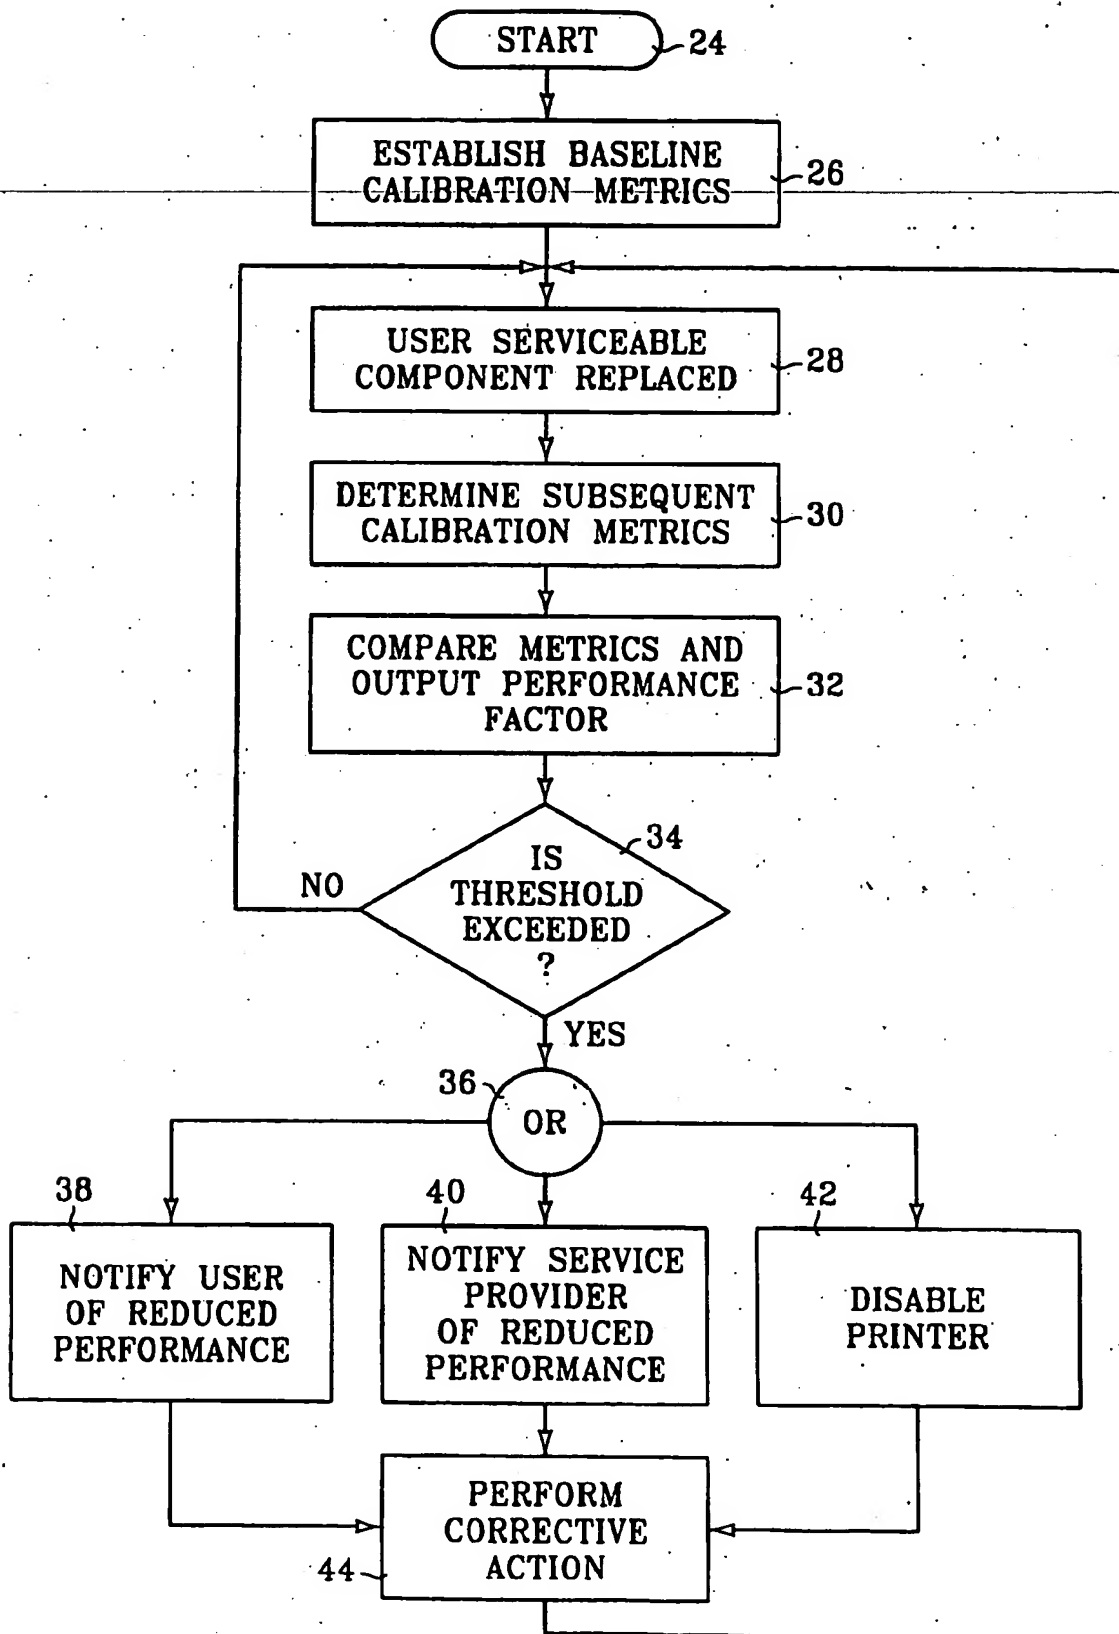 START
24
ESTABLISH BASELINE
CALIBRATION METRICS
26
USER SERVICEABLE
COMPONENT REPLACED
28
DETERMINE SUBSEQUENT
CALIBRATION METRICS
30
COMPARE METRICS AND
OUTPUT PERFORMANCE
FACTOR
32
34
IS
THRESHOLD
EXCEEDED
?
NO
YES
36
OR
38
NOTIFY USER
OF REDUCED
PERFORMANCE
40
NOTIFY SERVICE
PROVIDER
OF REDUCED
PERFORMANCE
42
DISABLE
PRINTER
PERFORM
CORRECTIVE
ACTION
44